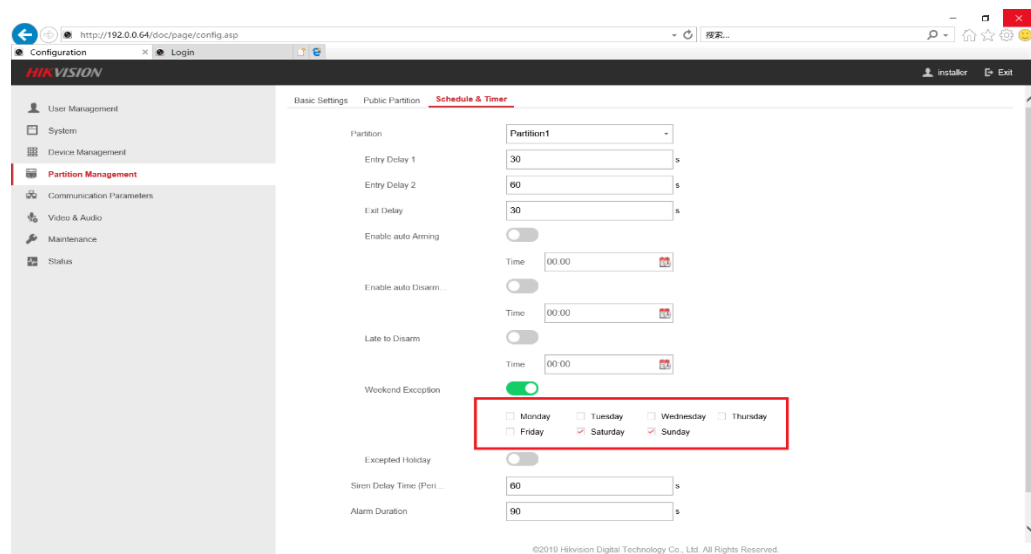 http://192.0.0.64/doc/page/config.asp
搜索...
Configuration
Login
HIKVISION
installer
Exit
User Management
System
Device Management
Partition Management
Communication Parameters
Video & Audio
Maintenance
Status
Basic Settings Public Partition Schedule & Timer
Partition Partition1
Entry Delay 1 30 s
Entry Delay 2 60 s
Exit Delay 30 s
Enable auto Arming
Time 00:00
Enable auto Disarm...
Time 00:00
Late to Disarm
Time 00:00
Weekend Exception
Monday Tuesday Wednesday Thursday
Friday Saturday Sunday
Excepted Holiday
Siren Delay Time (Peri... 60 s
Alarm Duration 90 s
©2019 Hikvision Digital Technology Co., Ltd. All Rights Reserved.